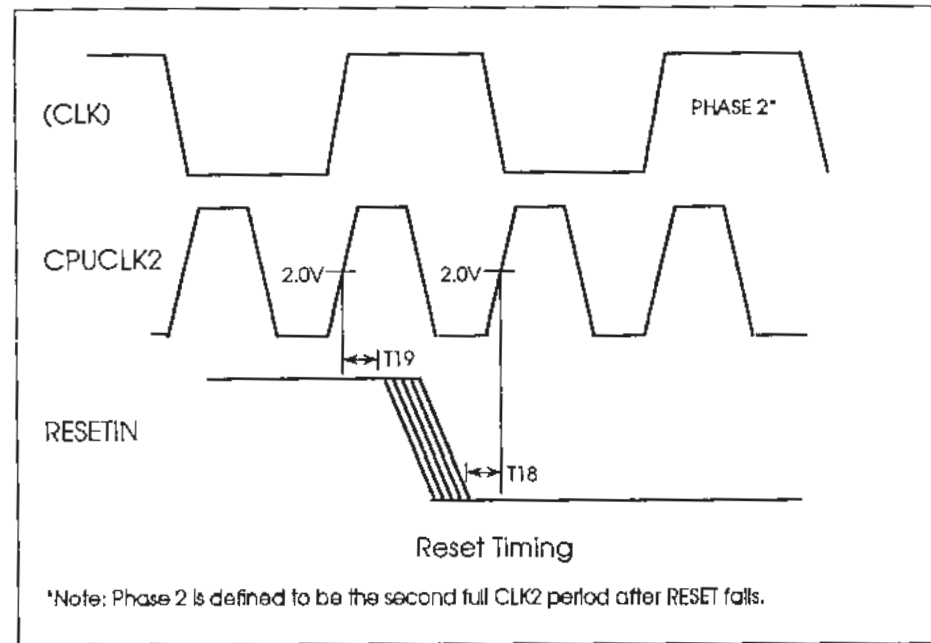 (CLK)
PHASE 2*
CPUCLK2
2.0V
2.0V
T19
RESETIN
T18
Reset Timing
*Note: Phase 2 is defined to be the second full CLK2 period after RESET falls.